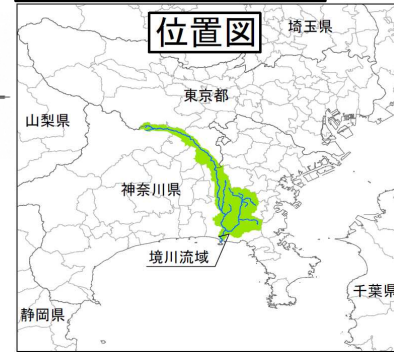 位置図
埼玉県
東京都
山梨県
神奈川県
境川流域
千葉県
静岡県